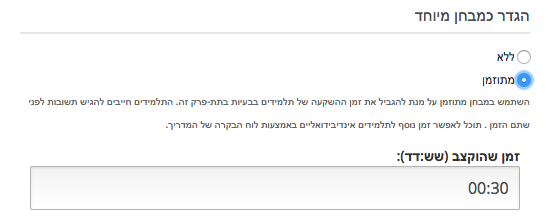 הגדר כמבחן מיוחד
ללא
מתוזמן
השתמש במבחן מתוזמן על מנת להגביל את זמן ההשקעה של תלמידים בבעיות בתת-פרק זה. התלמידים חייבים להגיש תשובות לפני
שתם הזמן . תוכל לאפשר זמן נוסף לתלמידים אינדיבידואליים באמצעות לוח הבקרה של המדריך.
זמן שהוקצב (שש:דד):
00:30